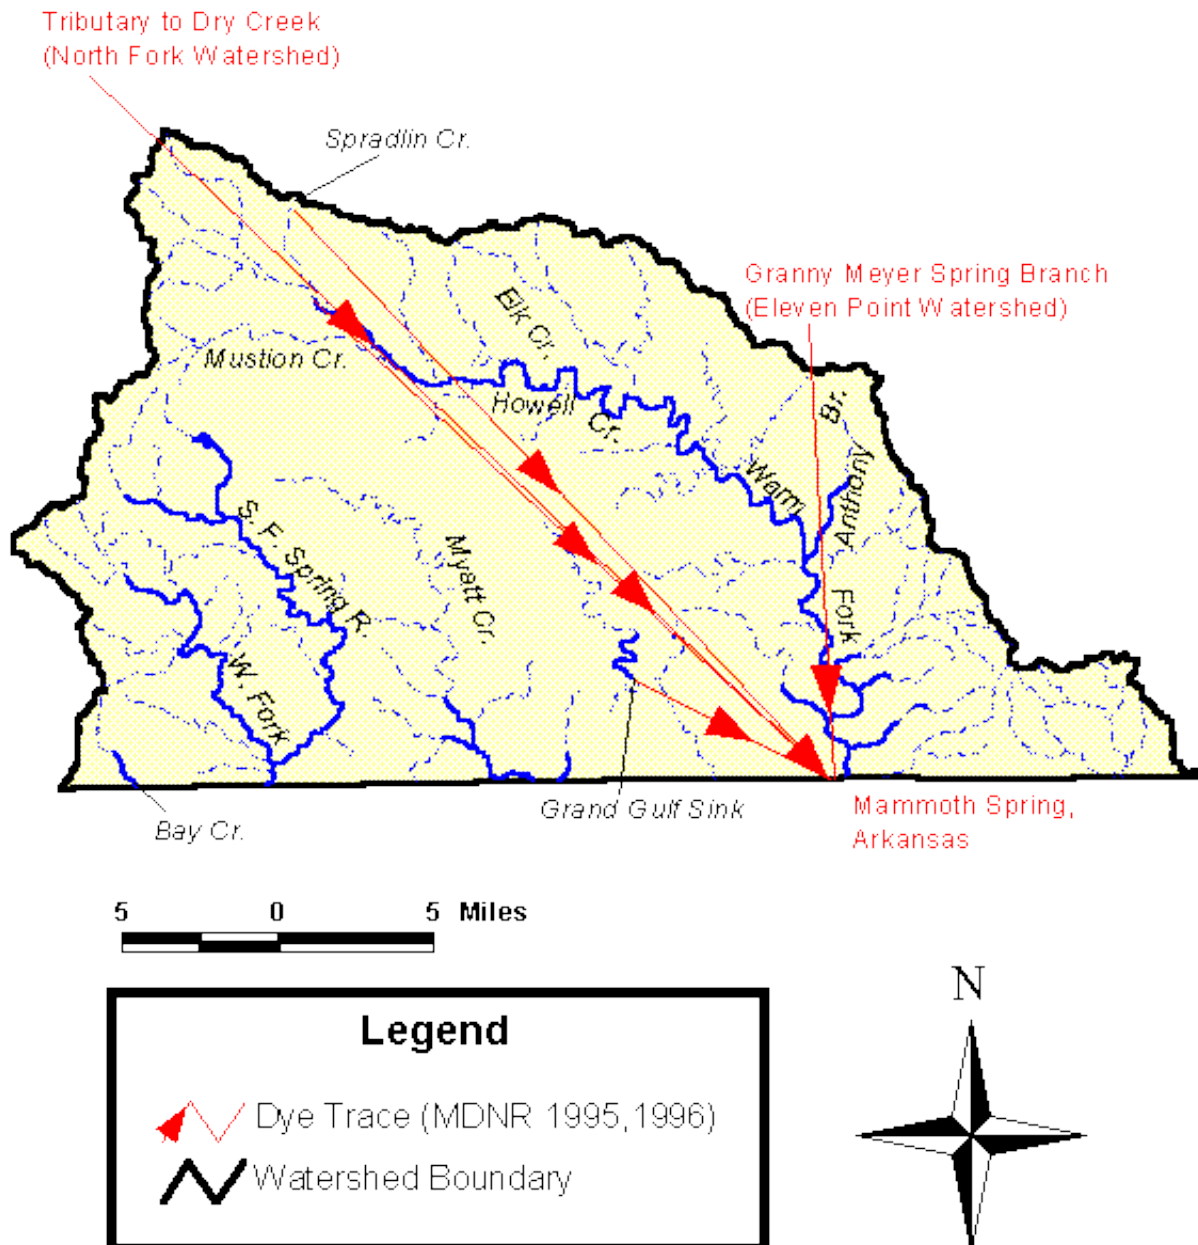 Tributary to Dry Creek
(North Fork Watershed)
Spradlin Cr.
Granny Meyer Spring Branch
(Eleven Point Watershed)
Elk Cr.
Mustion Cr.
Howell Cr.
Anthony Br.
Warm Fork
S. F. Spring R.
Myatt Cr.
W. Fork
Bay Cr.
Grand Gulf Sink
Mammoth Spring,
Arkansas
5 0 5 Miles
N
Legend
Dye Trace (MDNR 1995,1996)
Watershed Boundary